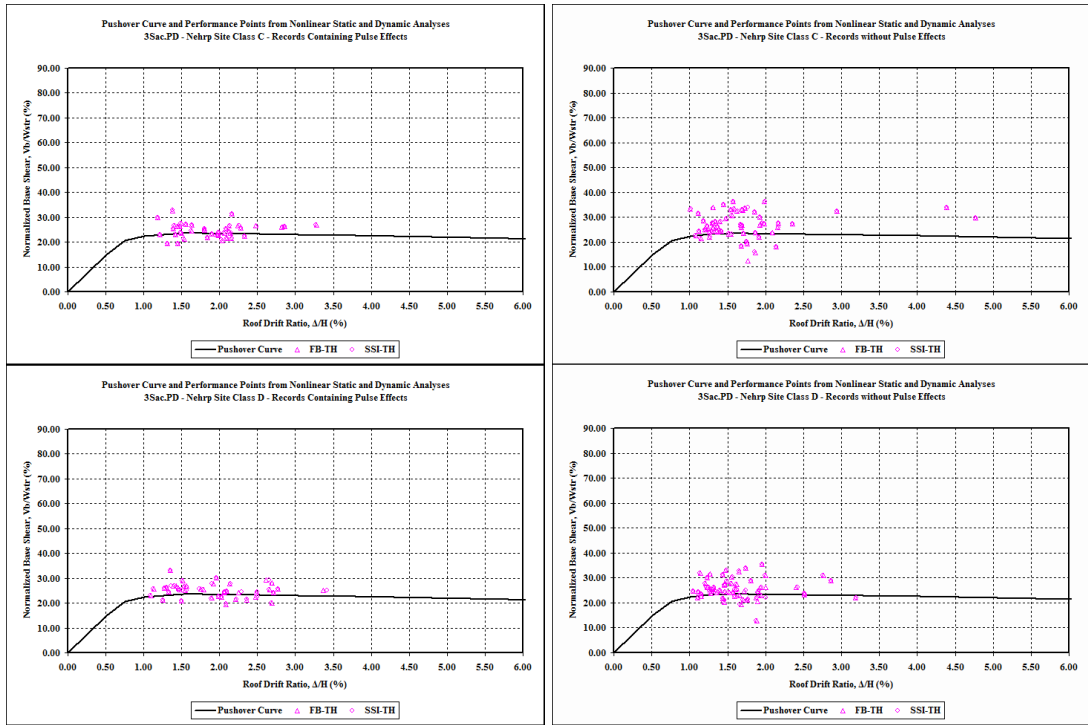 Pushover Curve and Performance Points from Nonlinear Static and Dynamic Analyses
3Sac.PD - Nehrp Site Class C - Records Containing Pulse Effects
Normalized Base Shear, Vb/Wstr (%)
90.00
80.00
70.00
60.00
50.00
40.00
30.00
20.00
10.00
0.00
0.00 0.50 1.00 1.50 2.00 2.50 3.00 3.50 4.00 4.50 5.00 5.50 6.00
Roof Drift Ratio, Δ/H (%)
Pushover Curve FB-TH SSI-TH
Pushover Curve and Performance Points from Nonlinear Static and Dynamic Analyses
3Sac.PD - Nehrp Site Class C - Records without Pulse Effects
Normalized Base Shear, Vb/Wstr (%)
90.00
80.00
70.00
60.00
50.00
40.00
30.00
20.00
10.00
0.00
0.00 0.50 1.00 1.50 2.00 2.50 3.00 3.50 4.00 4.50 5.00 5.50 6.00
Roof Drift Ratio, Δ/H (%)
Pushover Curve FB-TH SSI-TH
Pushover Curve and Performance Points from Nonlinear Static and Dynamic Analyses
3Sac.PD - Nehrp Site Class D - Records Containing Pulse Effects
Normalized Base Shear, Vb/Wstr (%)
90.00
80.00
70.00
60.00
50.00
40.00
30.00
20.00
10.00
0.00
0.00 0.50 1.00 1.50 2.00 2.50 3.00 3.50 4.00 4.50 5.00 5.50 6.00
Roof Drift Ratio, Δ/H (%)
Pushover Curve FB-TH SSI-TH
Pushover Curve and Performance Points from Nonlinear Static and Dynamic Analyses
3Sac.PD - Nehrp Site Class D - Records without Pulse Effects
Normalized Base Shear, Vb/Wstr (%)
90.00
80.00
70.00
60.00
50.00
40.00
30.00
20.00
10.00
0.00
0.00 0.50 1.00 1.50 2.00 2.50 3.00 3.50 4.00 4.50 5.00 5.50 6.00
Roof Drift Ratio, Δ/H (%)
Pushover Curve FB-TH SSI-TH